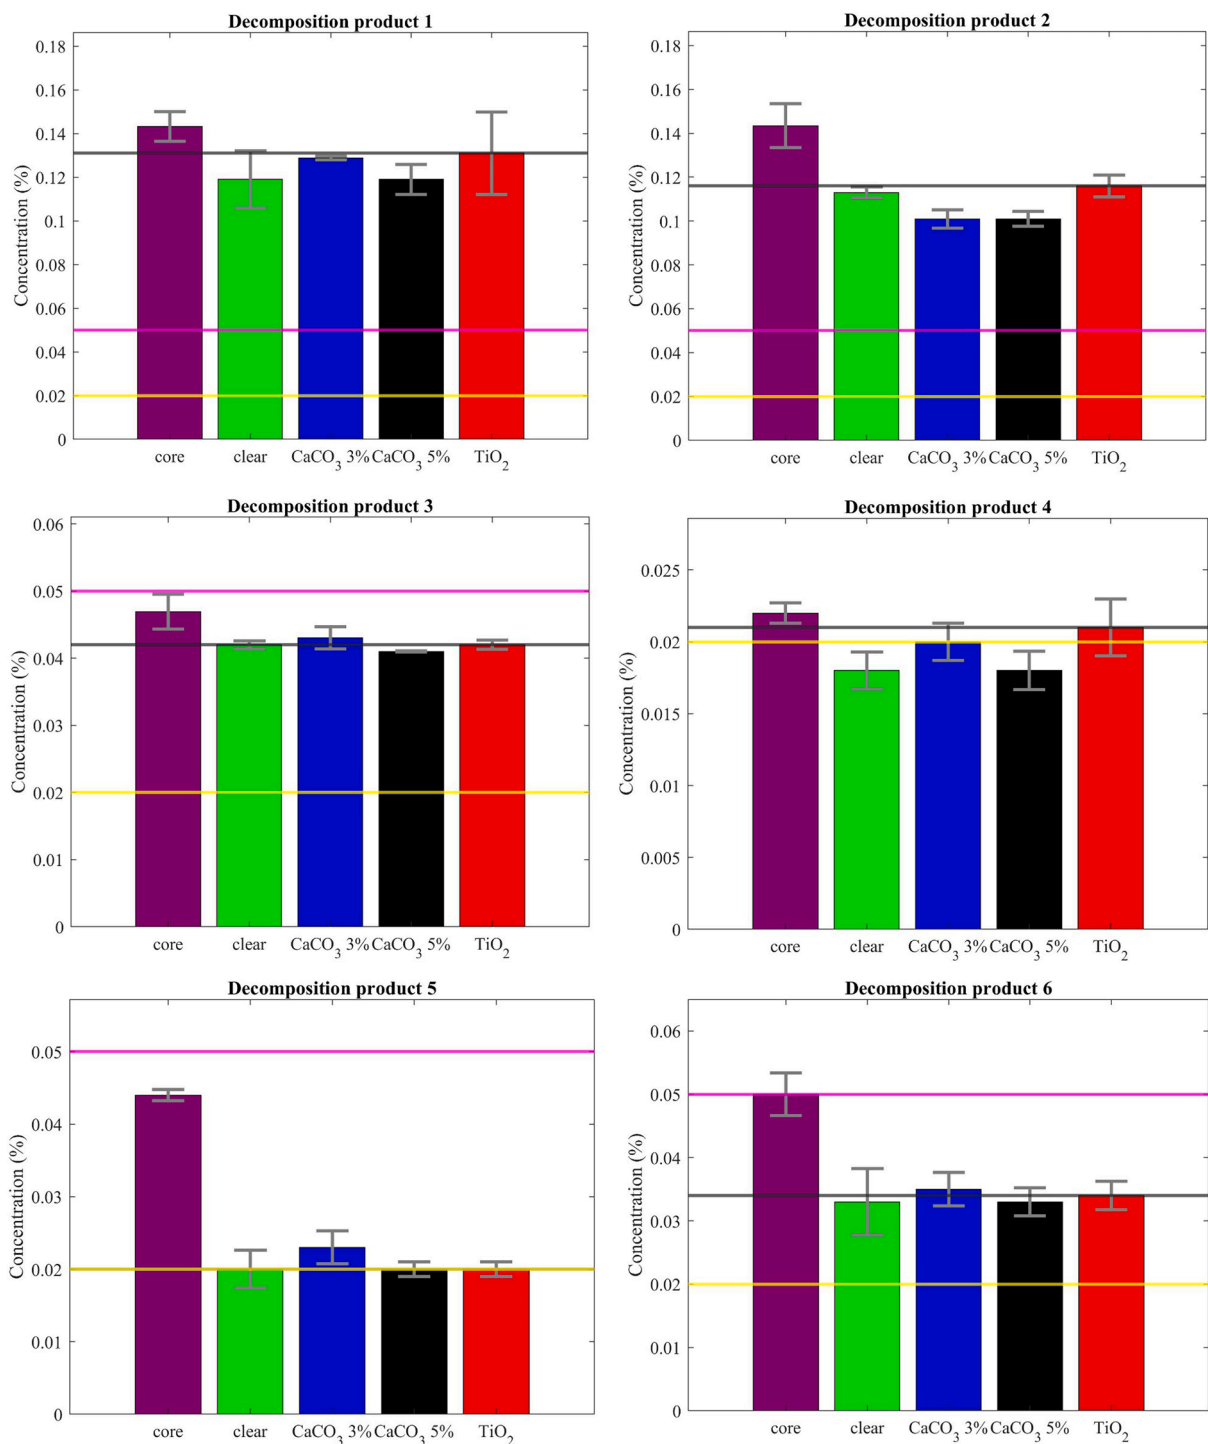 Decomposition product 1
Concentration (%)
0.18
0.16
0.14
0.12
0.1
0.08
0.06
0.04
0.02
0
core clear CaCO3 3% CaCO3 5% TiO2
Decomposition product 2
Concentration (%)
0.18
0.16
0.14
0.12
0.1
0.08
0.06
0.04
0.02
0
core clear CaCO3 3% CaCO3 5% TiO2
Decomposition product 3
Concentration (%)
0.06
0.05
0.04
0.03
0.02
0.01
0
core clear CaCO3 3% CaCO3 5% TiO2
Decomposition product 4
Concentration (%)
0.025
0.02
0.015
0.01
0.005
0
core clear CaCO3 3% CaCO3 5% TiO2
Decomposition product 5
Concentration (%)
0.05
0.04
0.03
0.02
0.01
0
core clear CaCO3 3% CaCO3 5% TiO2
Decomposition product 6
Concentration (%)
0.06
0.05
0.04
0.03
0.02
0.01
0
core clear CaCO3 3% CaCO3 5% TiO2